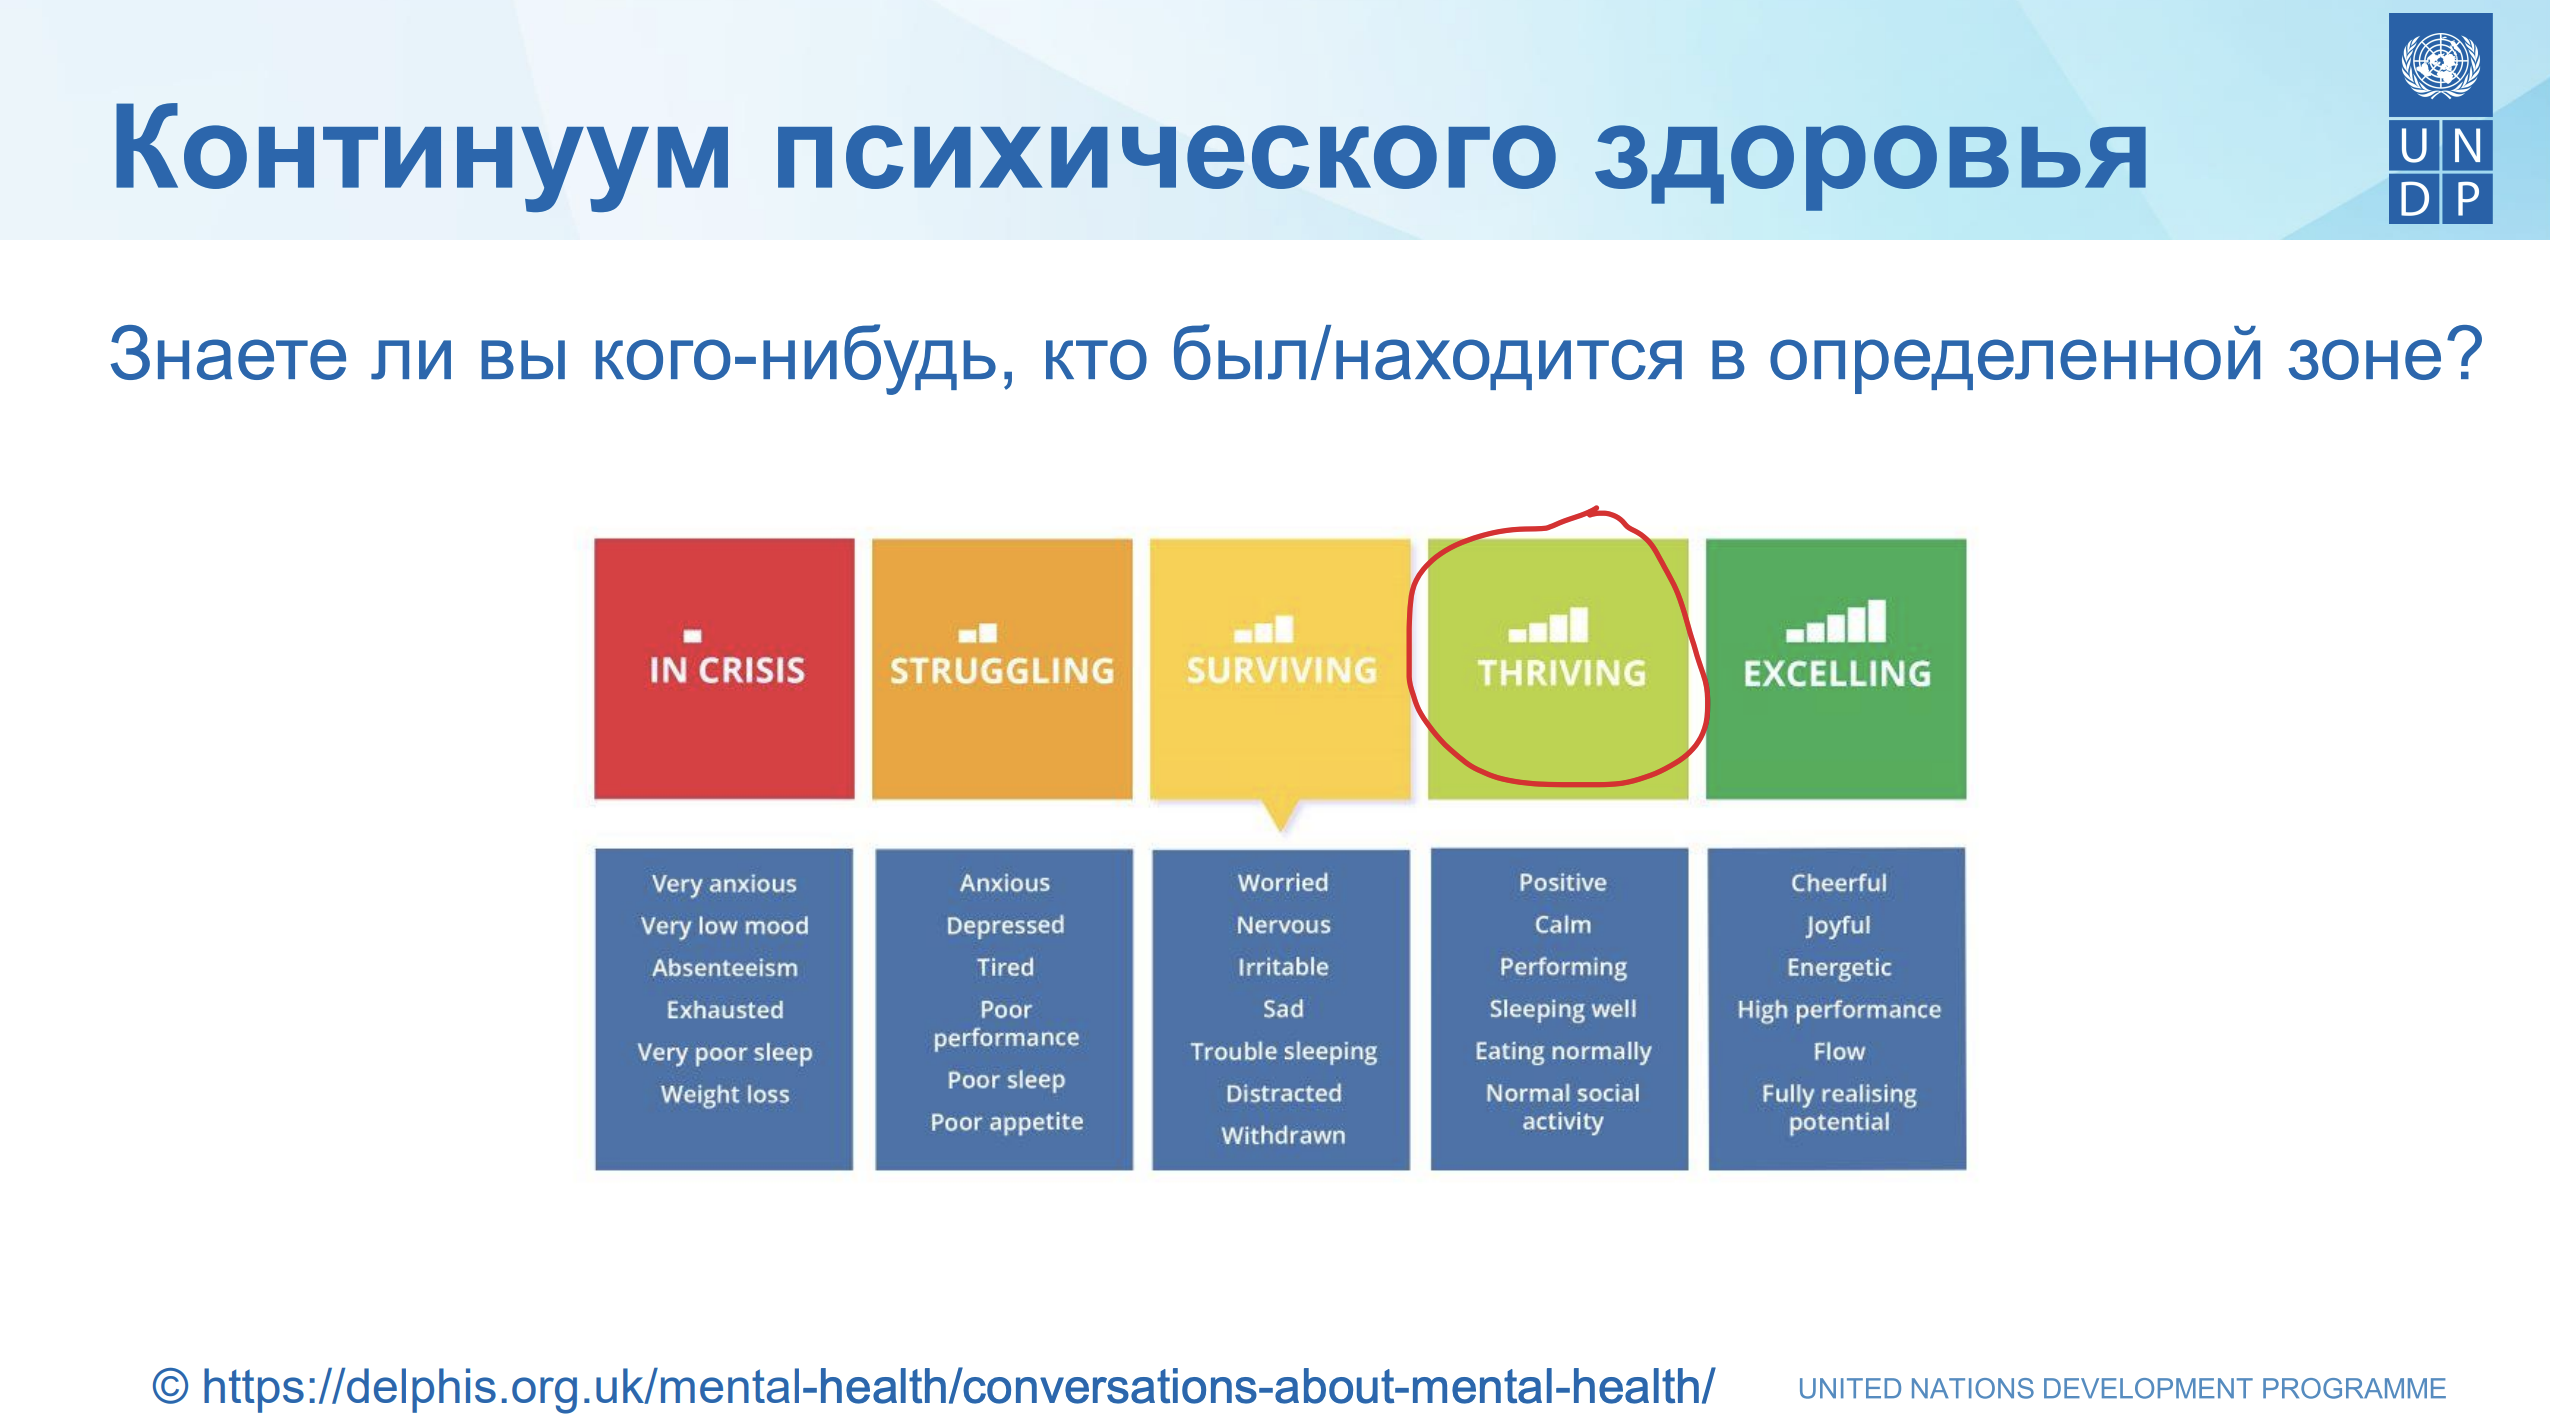 Континуум психического здоровья
UN
DP
Знаете ли вы кого-нибудь, кто был/находится в определенной зоне?
IN CRISIS
STRUGGLING
SURVIVING
THRIVING
EXCELLING
Very anxious
Very low mood
Absenteeism
Exhausted
Very poor sleep
Weight loss
Anxious
Depressed
Tired
Poor
performance
Poor sleep
Poor appetite
Worried
Nervous
Irritable
Sad
Trouble sleeping
Distracted
Withdrawn
Positive
Calm
Performing
Sleeping well
Eating normally
Normal social
activity
Cheerful
Joyful
Energetic
High performance
Flow
Fully realising
potential
© https://delphis.org.uk/mental-health/conversations-about-mental-health/
UNITED NATIONS DEVELOPMENT PROGRAMME